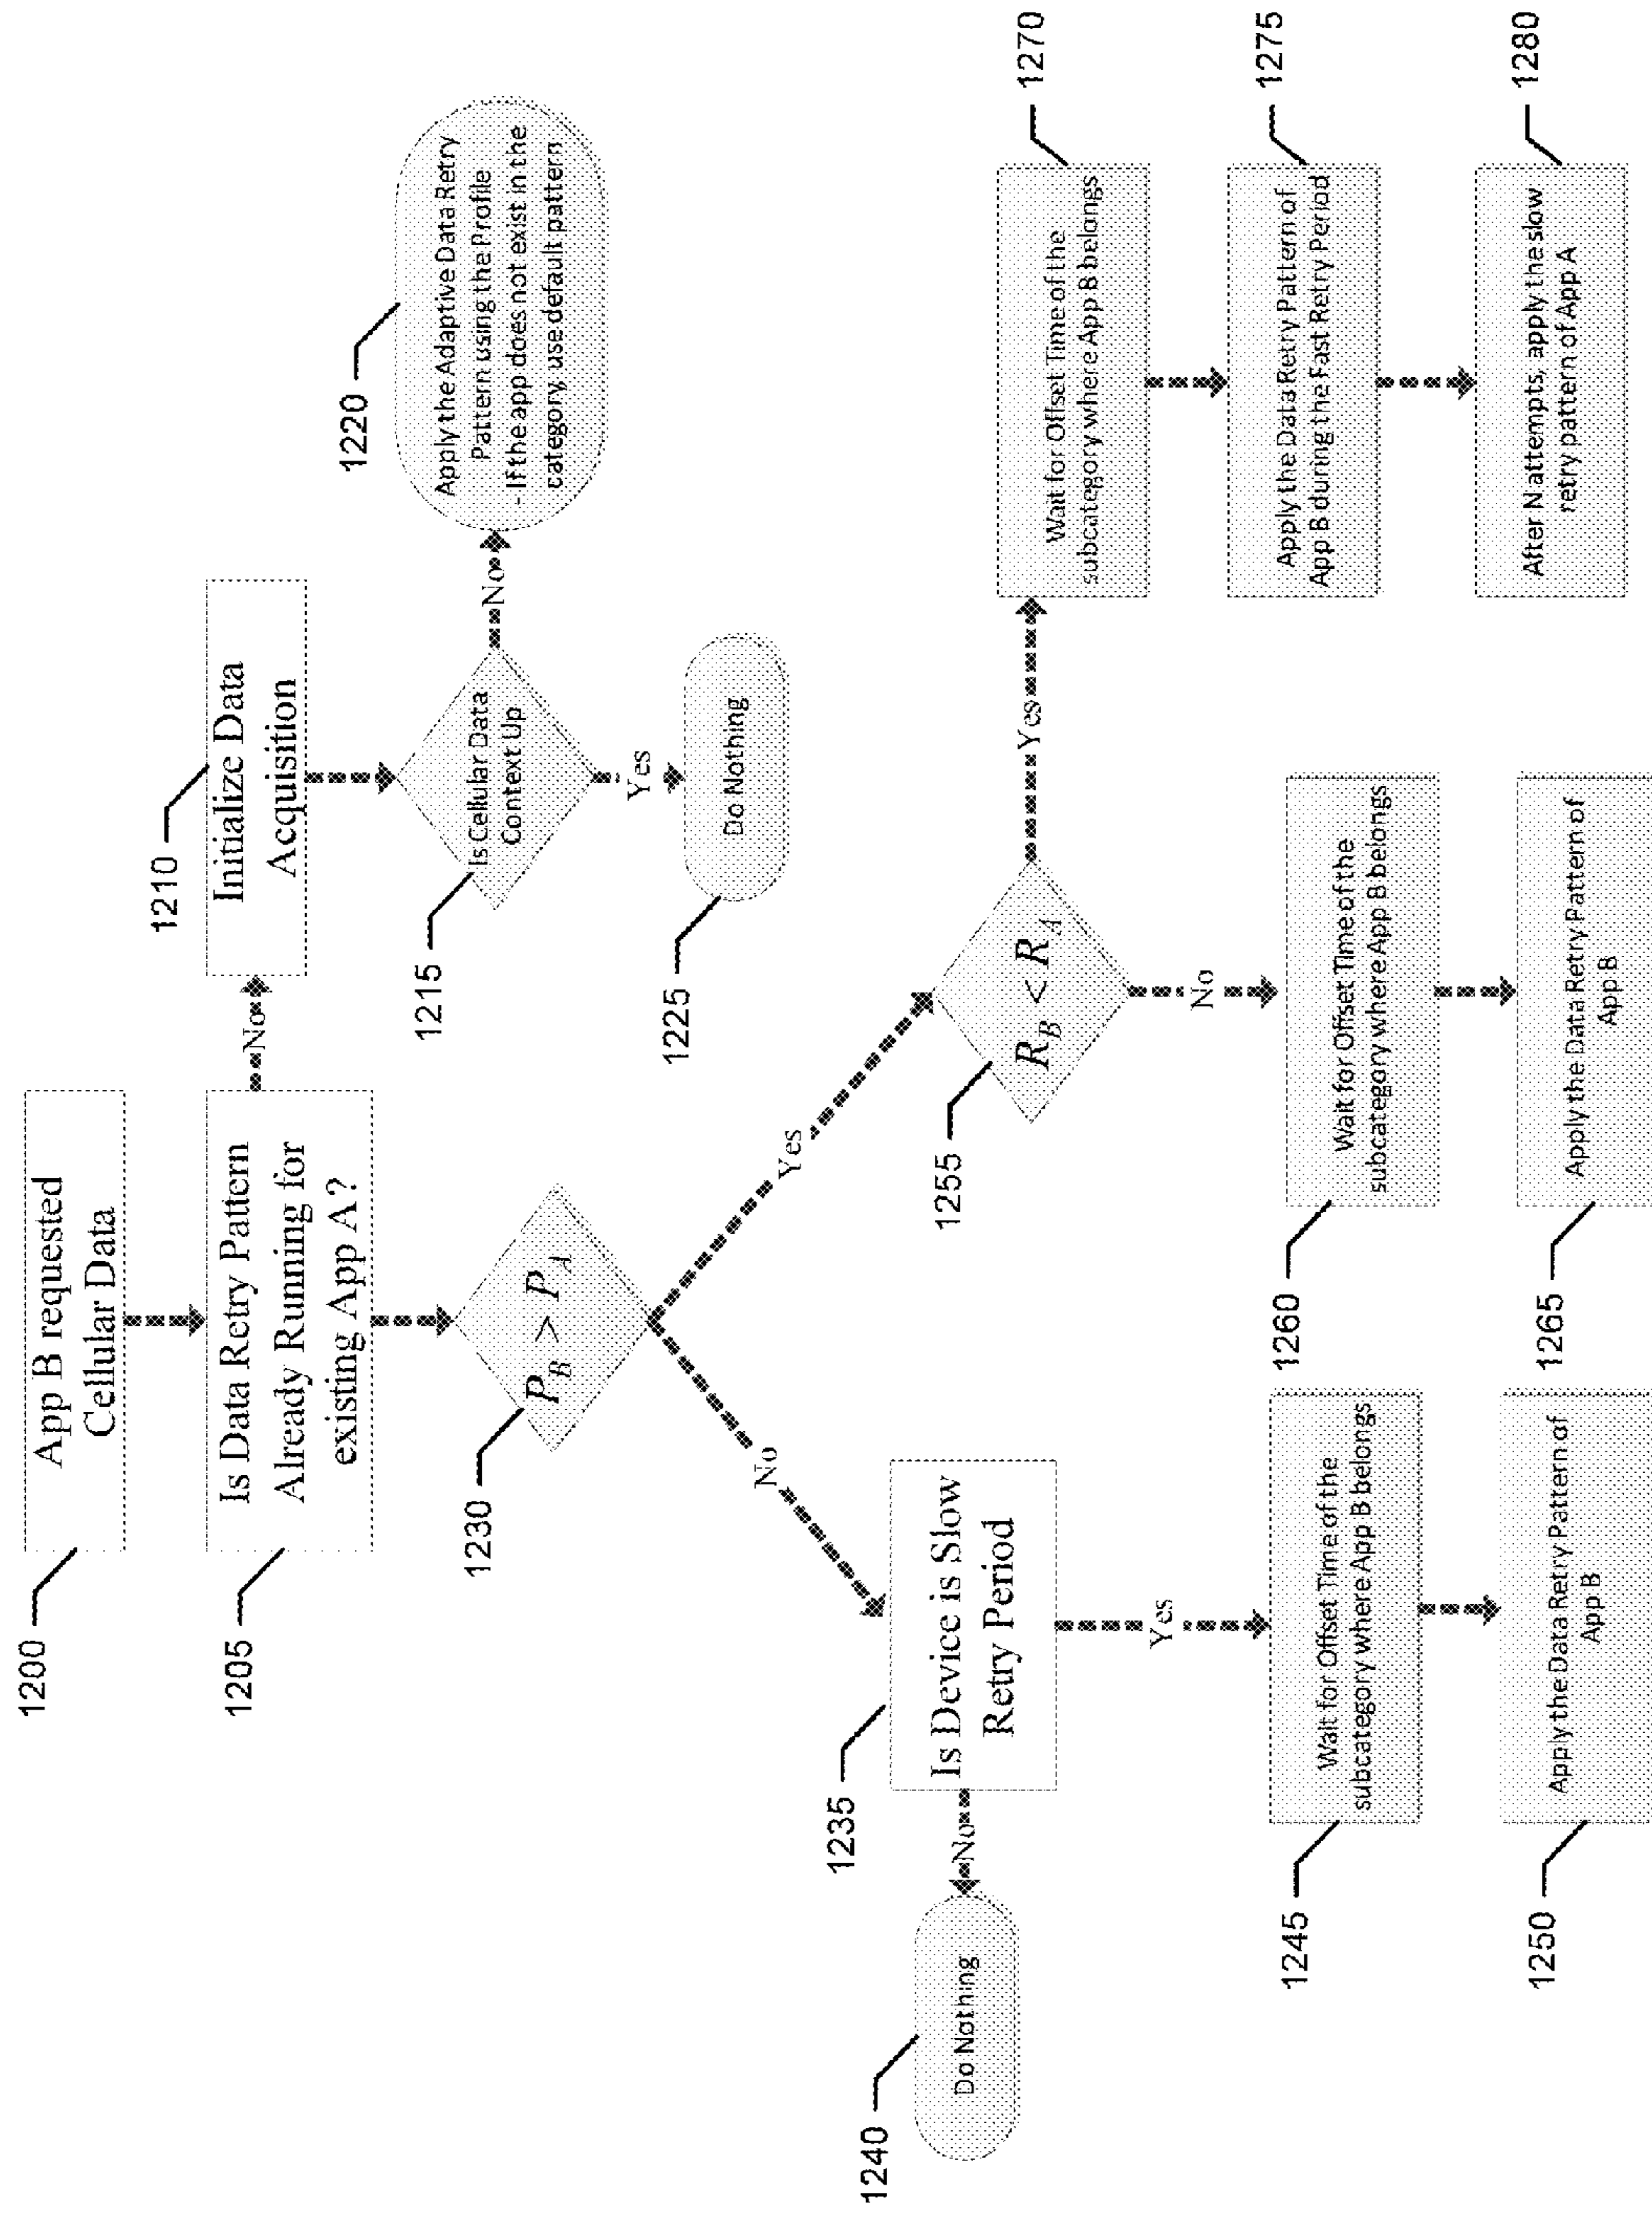 1200
App B requested
Cellular Data
1205
Is Data Retry Pattern
Already Running for
existing App A?
No
1210
Initialize Data
Acquisition
1215
Is Cellular Data
Context Up
No
1220
Apply the Adaptive Data Retry
Pattern using the Profile
- If the app does not exist in the
category, use default pattern
Yes
1225
Do Nothing
1230
P_B > P_A
No
Yes
1235
Is Device is Slow
Retry Period
No
1240
Do Nothing
Yes
1245
Wait for Offset Time of the
subcategory where App B belongs
1250
Apply the Data Retry Pattern of
App B
1255
R_B < R_A
No
1260
Wait for Offset Time of the
subcategory where App B belongs
1265
Apply the Data Retry Pattern of
App B
Yes
1270
Wait for Offset Time of the
subcategory where App B belongs
1275
Apply the Data Retry Pattern of
App B during the Fast Retry Period
1280
After N attempts, apply the slow
retry pattern of App A